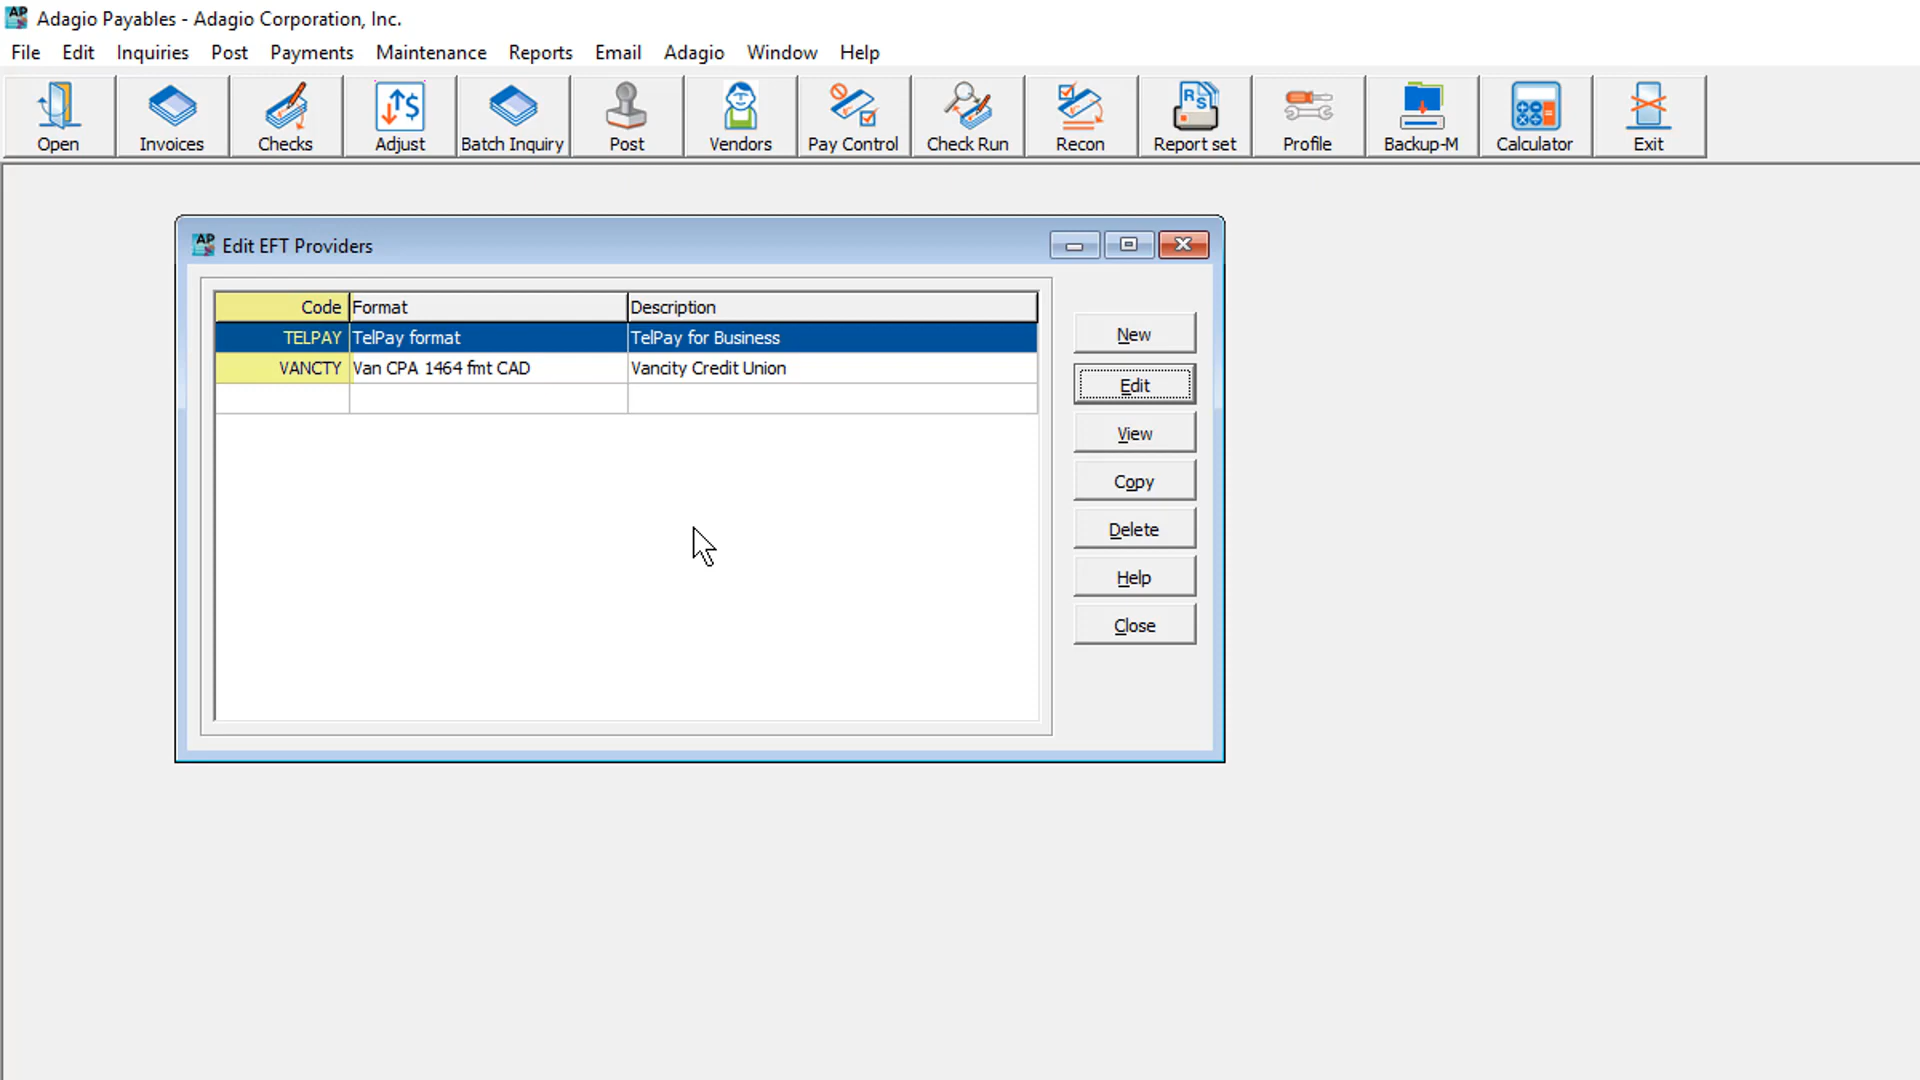 AP Adagio Payables - Adagio Corporation, Inc.
File Edit Inquiries Post Payments Maintenance Reports Email Adagio Window Help
Open Invoices Checks Adjust Batch Inquiry Post Vendors Pay Control Check Run Recon Report set Profile Backup-M Calculator Exit
AP Edit EFT Providers
Code Format Description
TELPAY TelPay format TelPay for Business
VANCTY Van CPA 1464 fmt CAD Vancity Credit Union
New
Edit
View
Copy
Delete
Help
Close